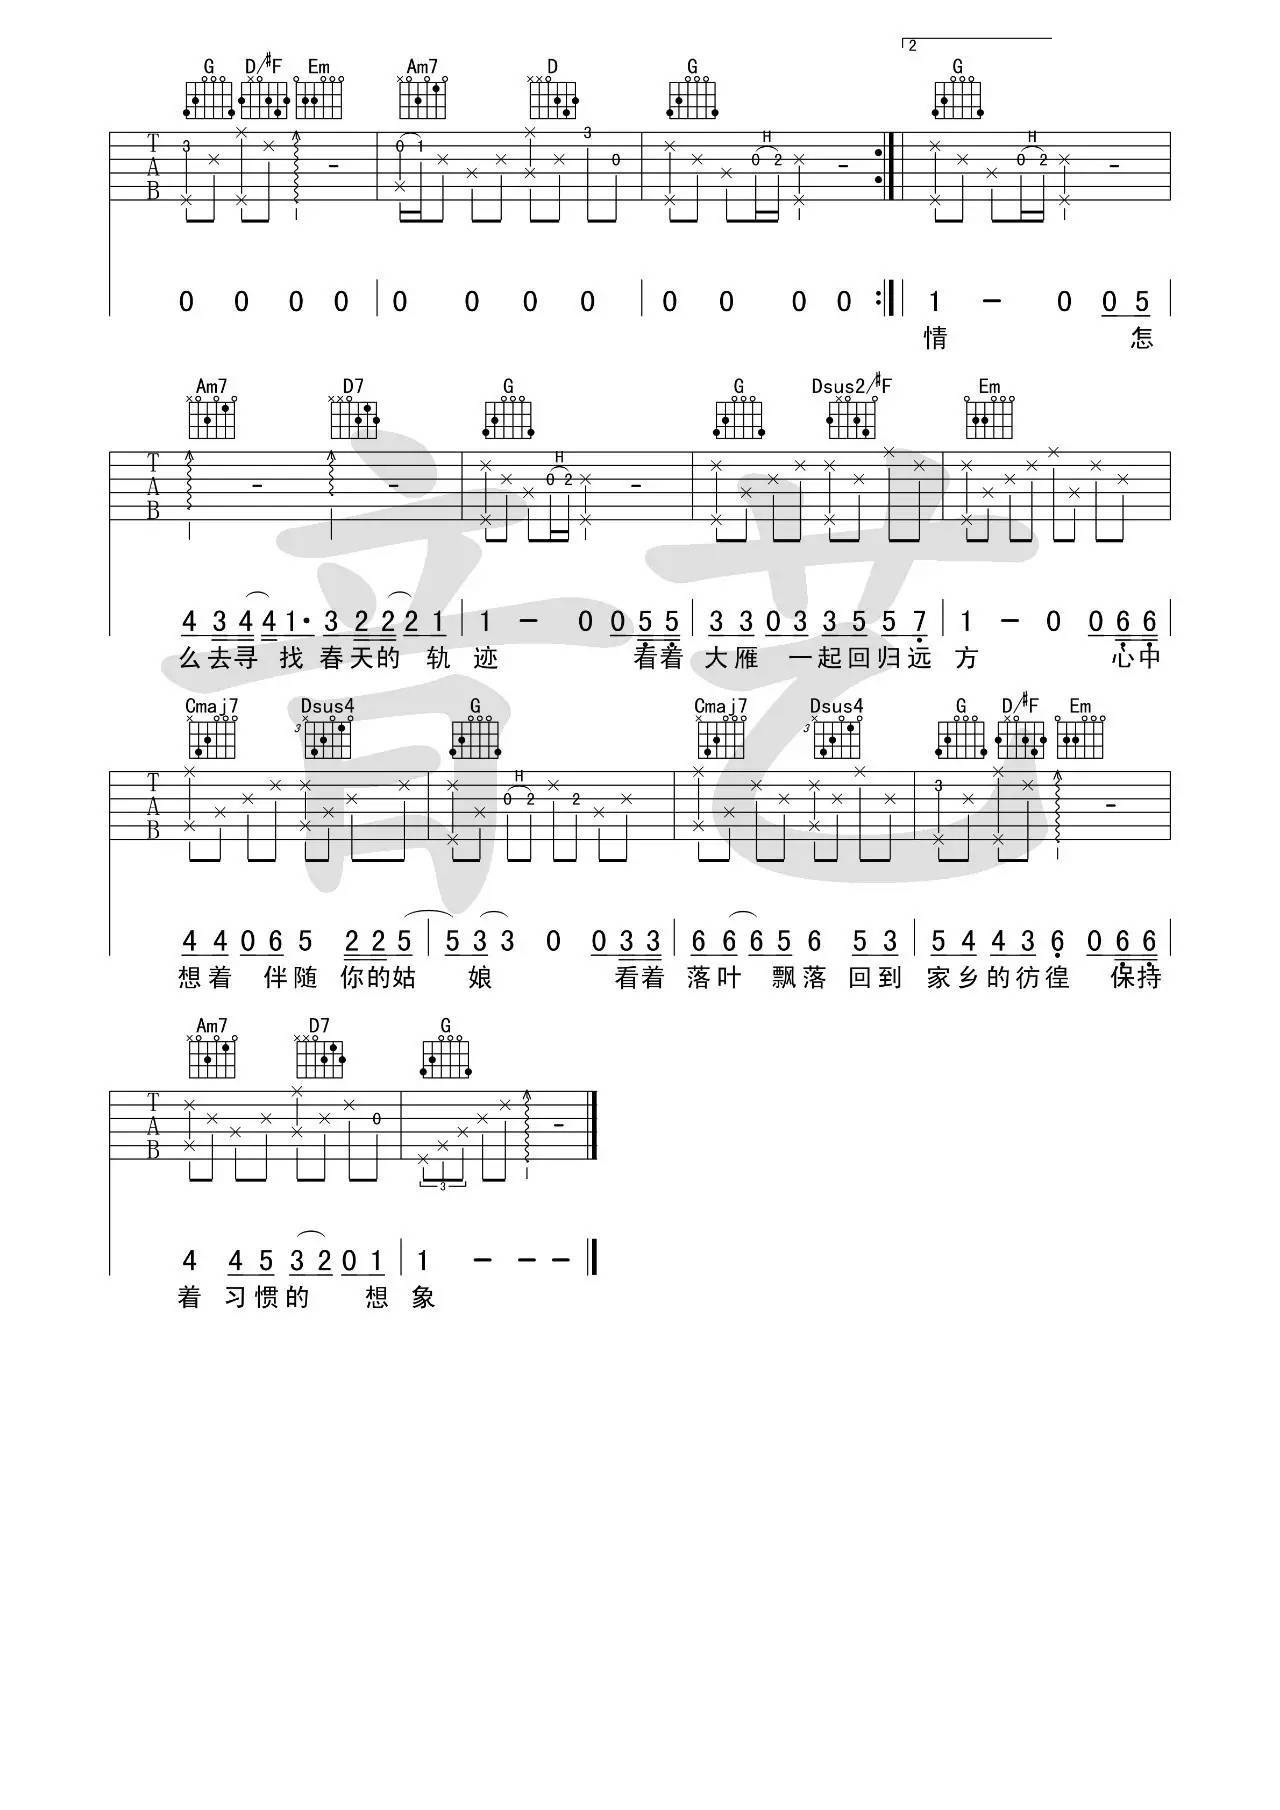 2
G D/#F Em Am7 D G G
T A B 3 0 1 3 0 H 0 2 H 0 2
0 0 0 0 0 0 0 0 0 0 0 0 1 - 0 0 5
情 怎
Am7 D7 G G Dsus2/#F Em
T A B H 0 2
4 3 4 4 1· 3 2 2 2 1 1 - 0 0 5 5 3 3 0 3 3 5 5 7 1 - 0 0 6 6
么去寻 找 春天的 轨 迹 看着 大雁 一起回归远 方 心中
Cmaj7 Dsus4 G Cmaj7 Dsus4 G D/#F Em
3 3
T A B H 0 2 2 3
4 4 0 6 5 2 2 5 5 3 3 0 0 3 3 6 6 6 5 6 5 3 5 4 4 3 6 0 6 6
想着 伴随 你的姑 娘 看着 落叶 飘落 回到 家乡的彷徨 保持
Am7 D7 G
T A B 0 3
4 4 5 3 2 0 1 1 - - -
着 习惯的 想 象
音艺